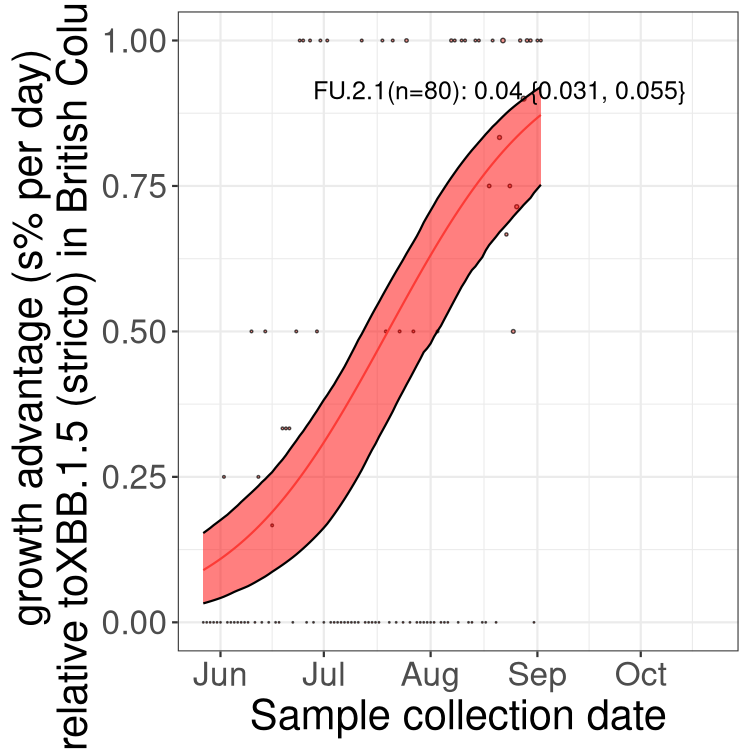 growth advantage (s% per day)
relative toXBB.1.5 (stricto) in British Colu
1.00
0.75
0.50
0.25
0.00
FU.2.1(n=80): 0.04 {0.031, 0.055}
Jun Jul Aug Sep Oct
Sample collection date